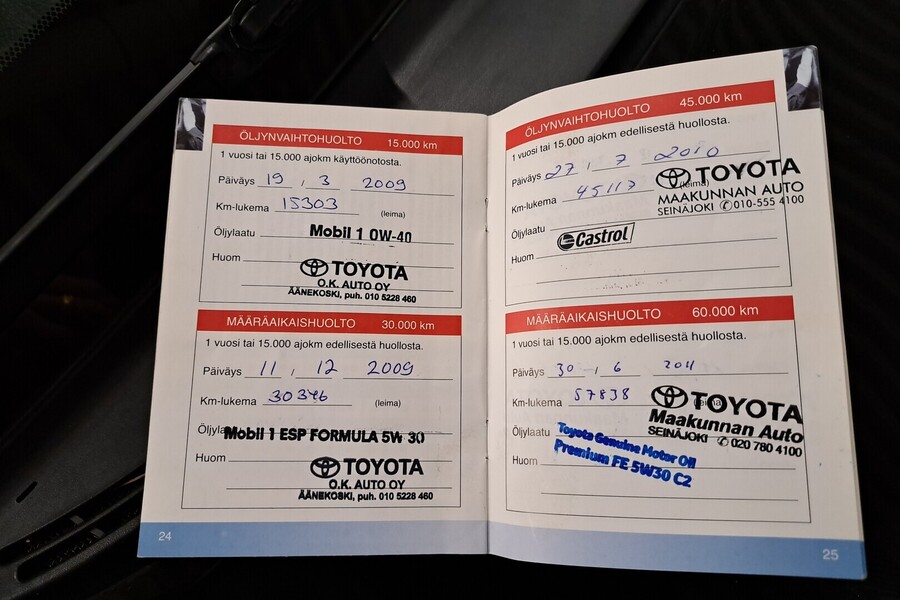 ÖLJYNVAIHTOHUOLTO 15.000 km
1 vuosi tai 15.000 ajokm käyttöönotosta.
Päiväys 19 , 3 2009
Km-lukema 15303
(leima)
Öljylaatu Mobil 1 0W-40
Huom
TOYOTA
O.K. AUTO OY
ÄÄNEKOSKI, puh. 010 5228 460
MÄÄRÄAIKAISHUOLTO 30.000 km
1 vuosi tai 15.000 ajokm edellisestä huollosta.
Päiväys 11 , 12 2009
Km-lukema 30346
(leima)
Öljylaatu Mobil 1 ESP FORMULA 5W 30
Huom
TOYOTA
O.K. AUTO OY
ÄÄNEKOSKI, puh. 010 5228 460
24
ÖLJYNVAIHTOHUOLTO 45.000 km
1 vuosi tai 15.000 ajokm edellisestä huollosta.
Päiväys 27 , 7 2010
Km-lukema 45117
(leima)
TOYOTA
MAAKUNNAN AUTO
SEINÄJOKI ✆ 010-555 4100
Öljylaatu Castrol
Huom
MÄÄRÄAIKAISHUOLTO 60.000 km
1 vuosi tai 15.000 ajokm edellisestä huollosta.
Päiväys 30 , 6 2011
Km-lukema 57838
TOYOTA
Maakunnan Auto
SEINÄJOKI ✆ 020 780 4100
Öljylaatu Toyota Genuine Motor Oil
Premium FE 5W30 C2
Huom
25